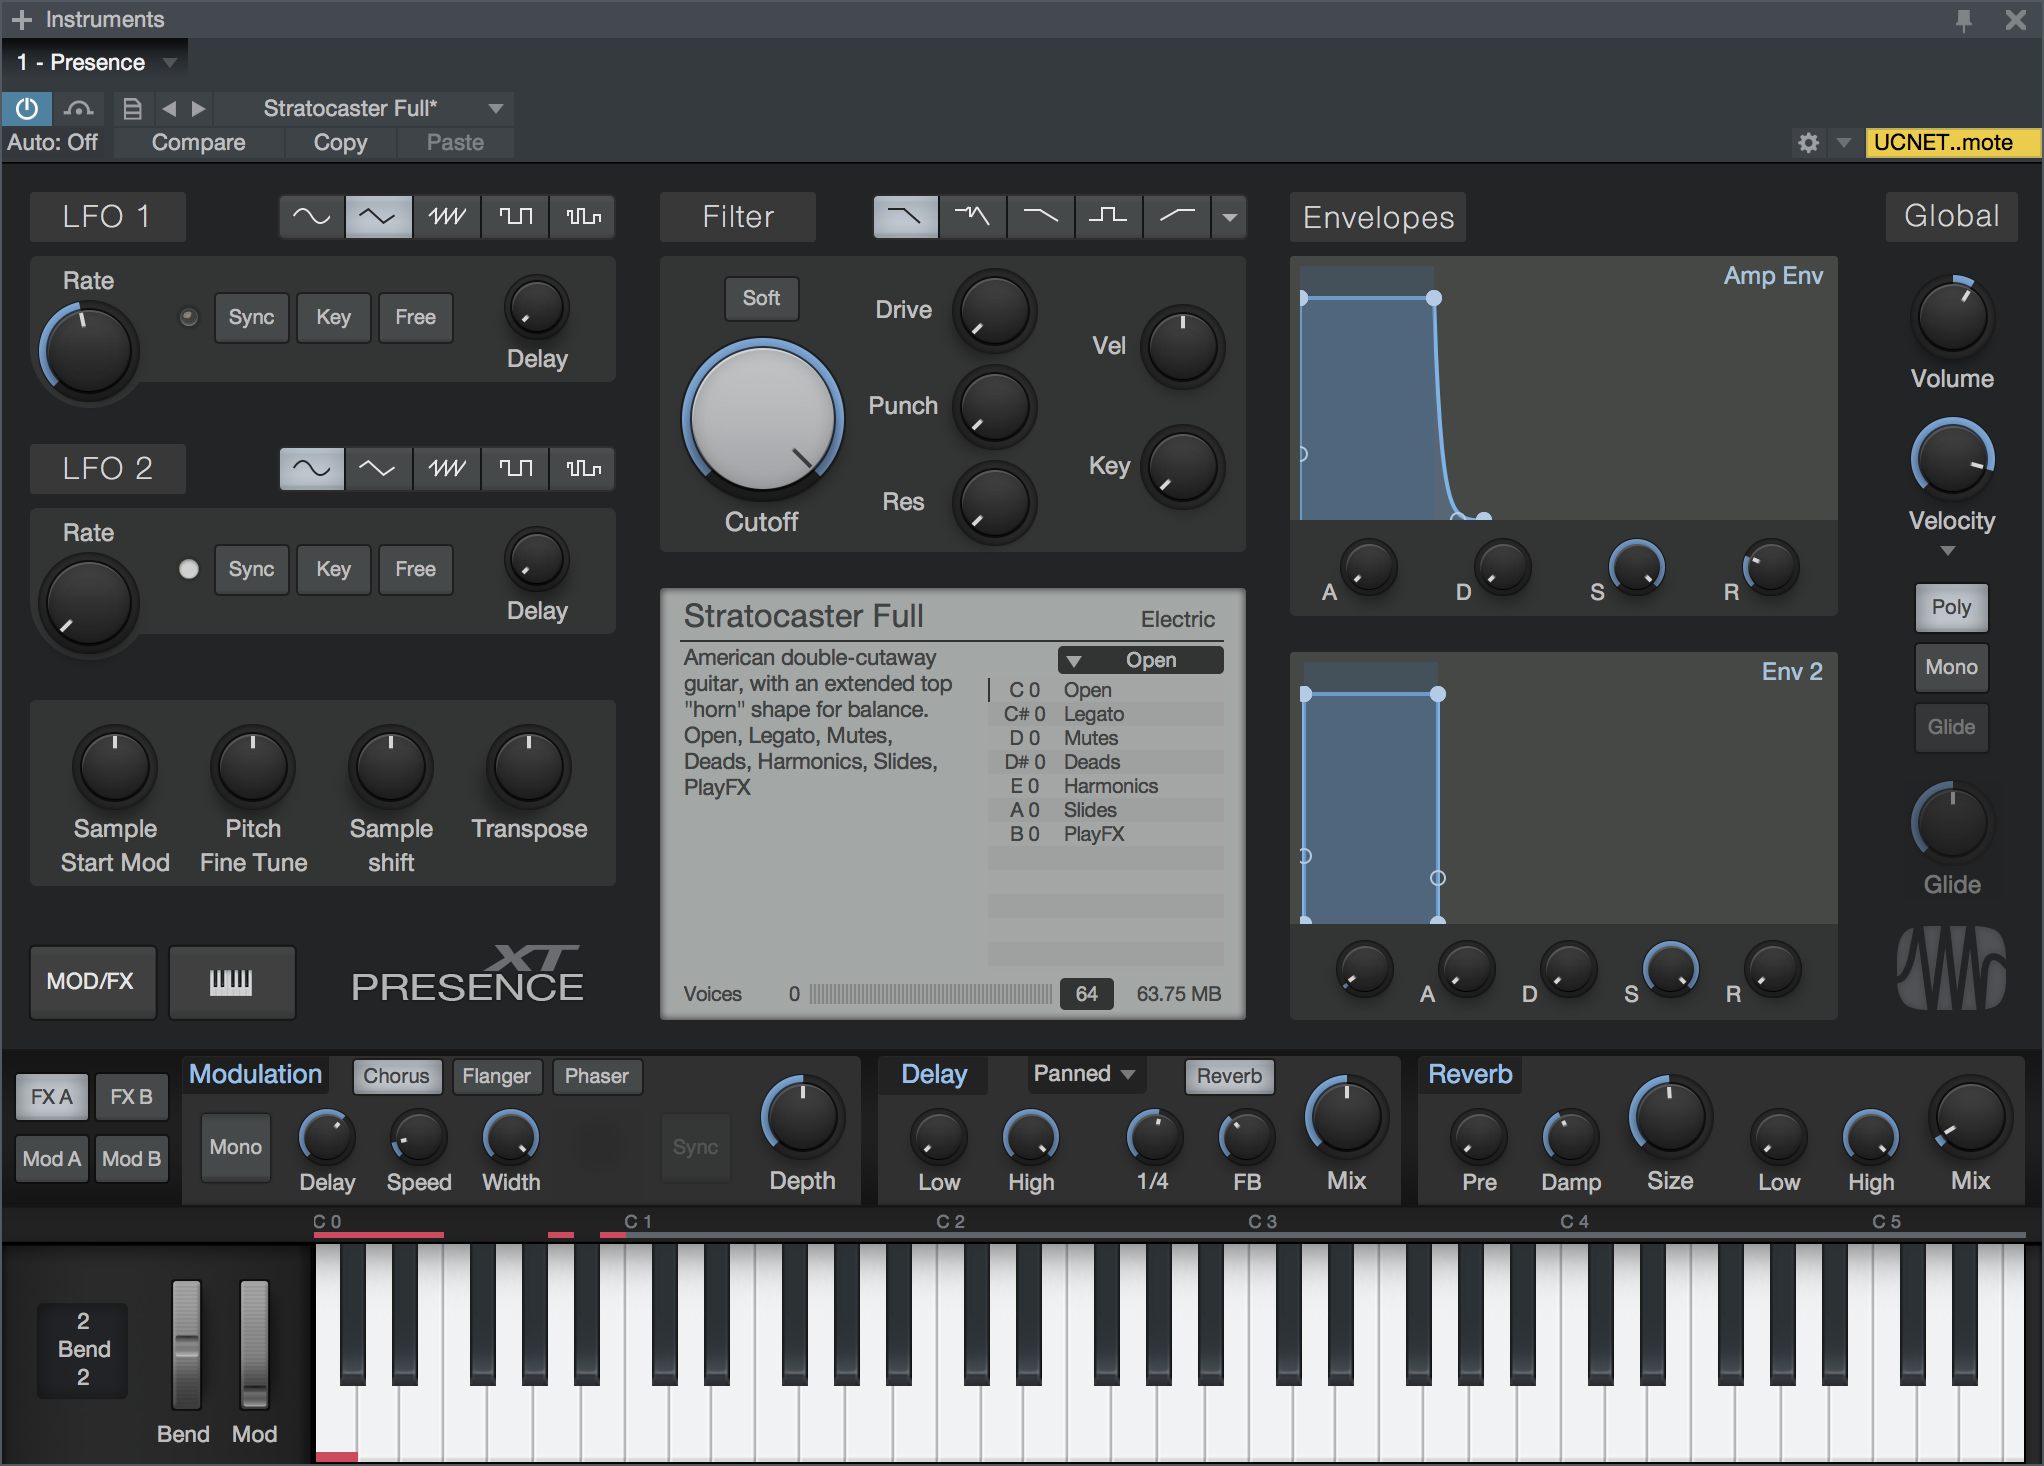 Instruments
1 - Presence
Stratocaster Full*
Auto: Off
Compare
Copy
Paste
UCNET..mote
LFO 1
Rate
Sync
Key
Free
Delay
LFO 2
Rate
Sync
Key
Free
Delay
Sample
Start Mod
Pitch
Fine Tune
Sample
shift
Transpose
MOD/FX
PRESENCE XT
Filter
Soft
Cutoff
Drive
Punch
Res
Vel
Key
Stratocaster Full
Electric
American double-cutaway
guitar, with an extended top
"horn" shape for balance.
Open, Legato, Mutes,
Deads, Harmonics, Slides,
PlayFX
Open
C 0 Open
C# 0 Legato
D 0 Mutes
D# 0 Deads
E 0 Harmonics
A 0 Slides
B 0 PlayFX
Voices 0 64 63.75 MB
Envelopes
Amp Env
A D S R
Env 2
A D S R
Global
Volume
Velocity
Poly
Mono
Glide
Glide
FX A
FX B
Mod A
Mod B
Modulation
Chorus
Flanger
Phaser
Mono
Delay
Speed
Width
Sync
Depth
Delay
Panned
Reverb
Low
High
1/4
FB
Mix
Reverb
Pre
Damp
Size
Low
High
Mix
C 0 C 1 C 2 C 3 C 4 C 5
2
Bend
2
Bend
Mod